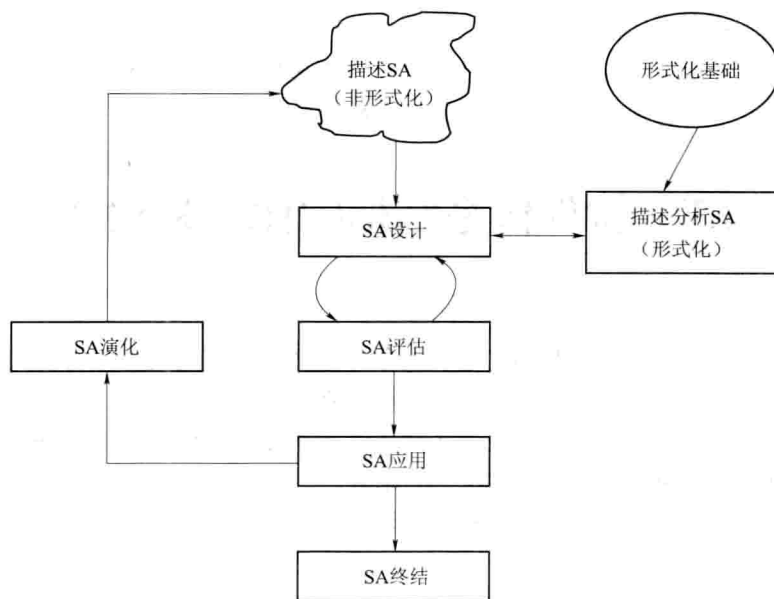 描述SA
（非形式化）
形式化基础
SA设计
描述分析SA
（形式化）
SA演化
SA评估
SA应用
SA终结